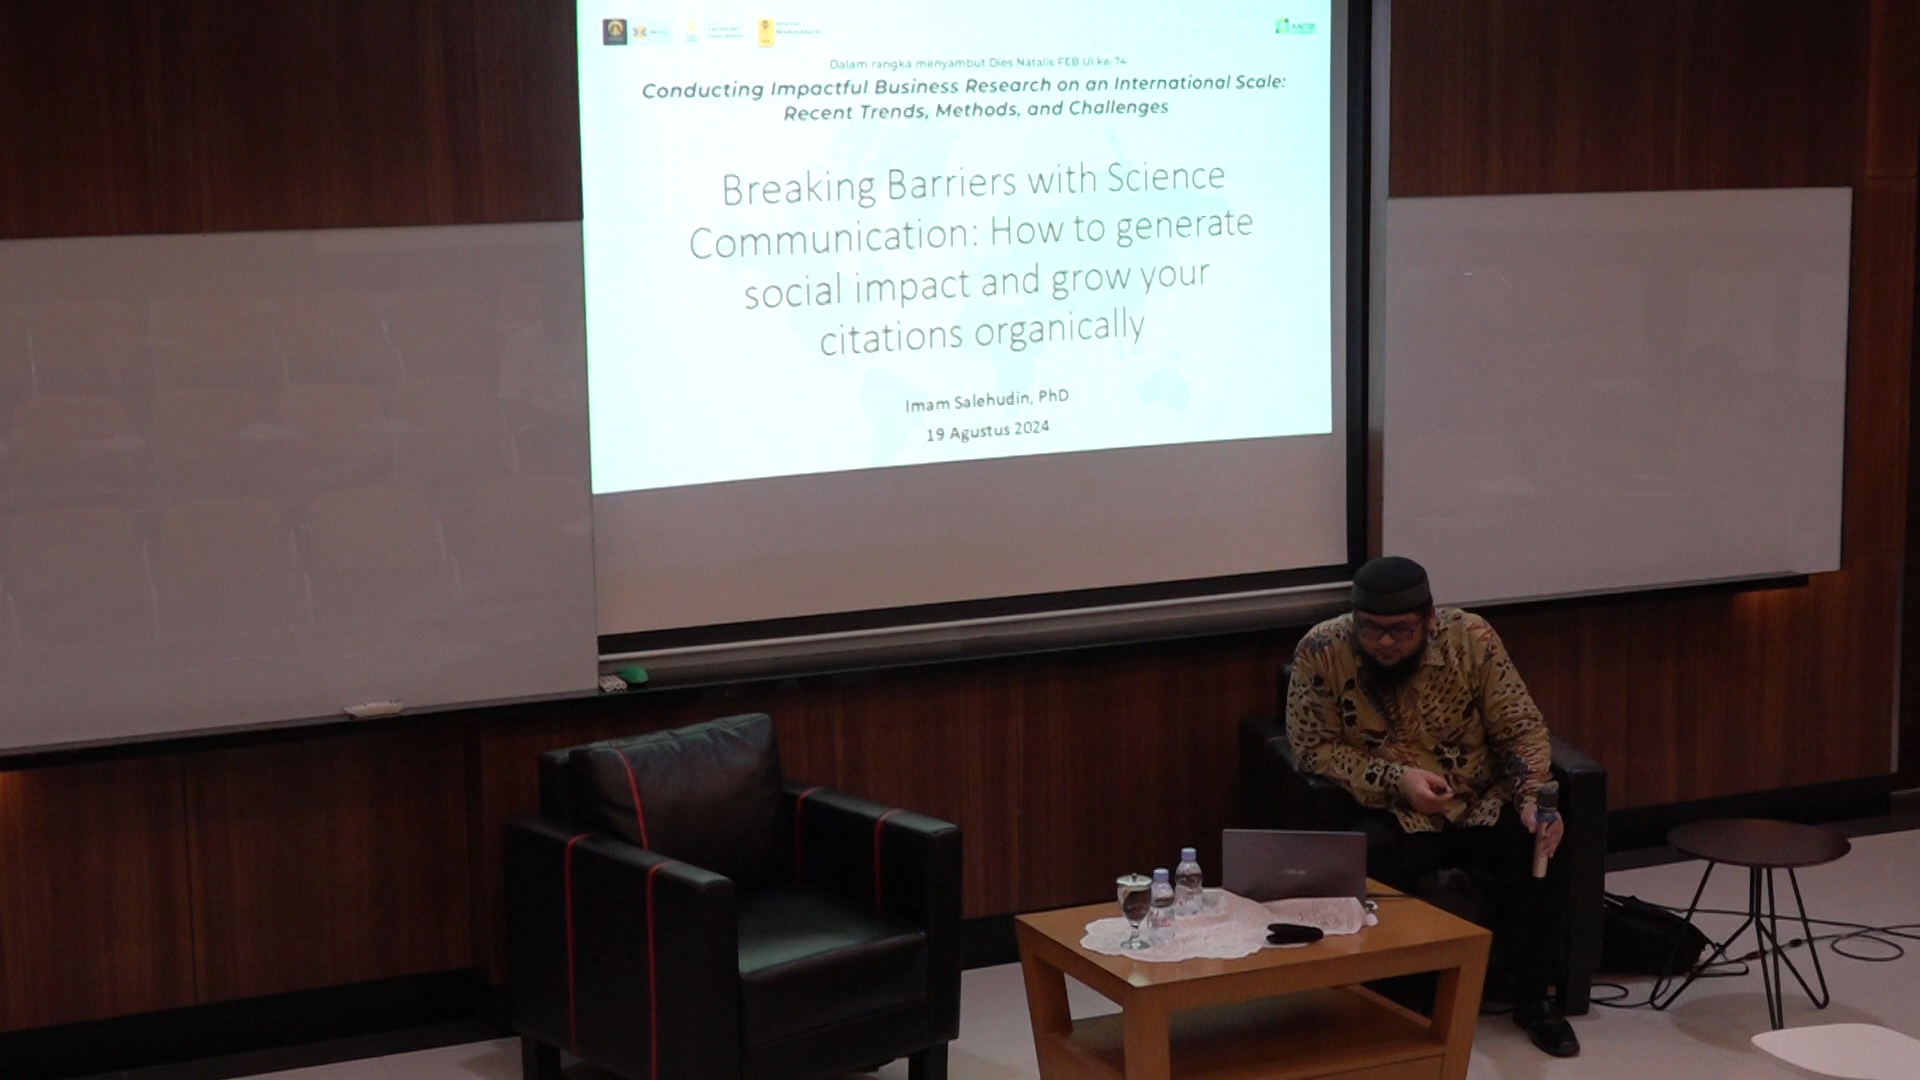 Dalam rangka menyambut Dies Natalis FEB UI ke-74
Conducting Impactful Business Research on an International Scale:
Recent Trends, Methods, and Challenges
Breaking Barriers with Science
Communication: How to generate
social impact and grow your
citations organically
Imam Salehudin, PhD
19 Agustus 2024